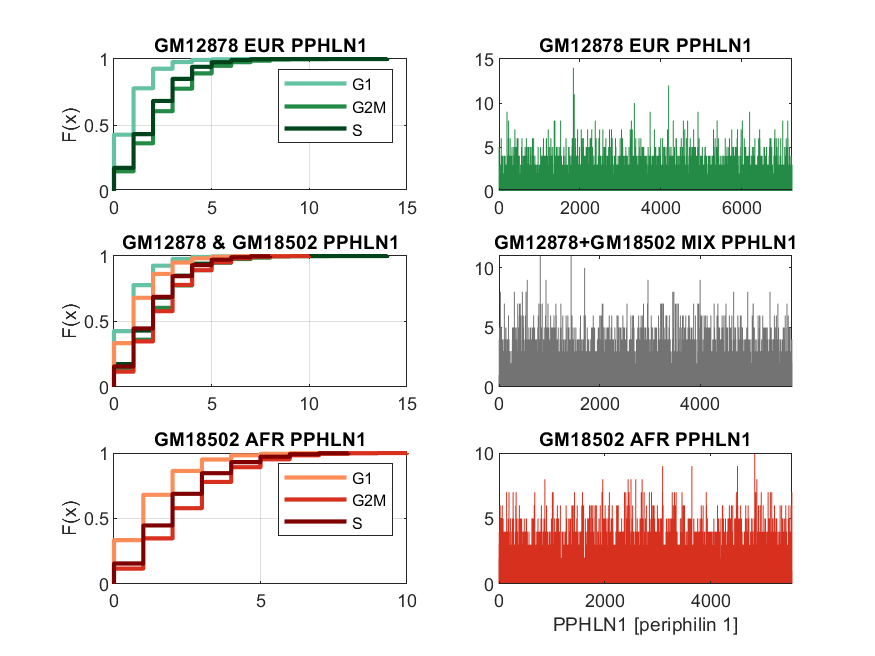 GM12878 EUR PPHLN1
F(x)
1
0.5
0
0
5
10
15
G1
G2M
S
GM12878 EUR PPHLN1
15
10
5
0
0
2000
4000
6000
GM12878 & GM18502 PPHLN1
F(x)
1
0.5
0
0
5
10
15
GM12878+GM18502 MIX PPHLN1
10
5
0
0
2000
4000
GM18502 AFR PPHLN1
F(x)
1
0.5
0
0
5
10
G1
G2M
S
GM18502 AFR PPHLN1
10
5
0
0
2000
4000
PPHLN1 [periphilin 1]